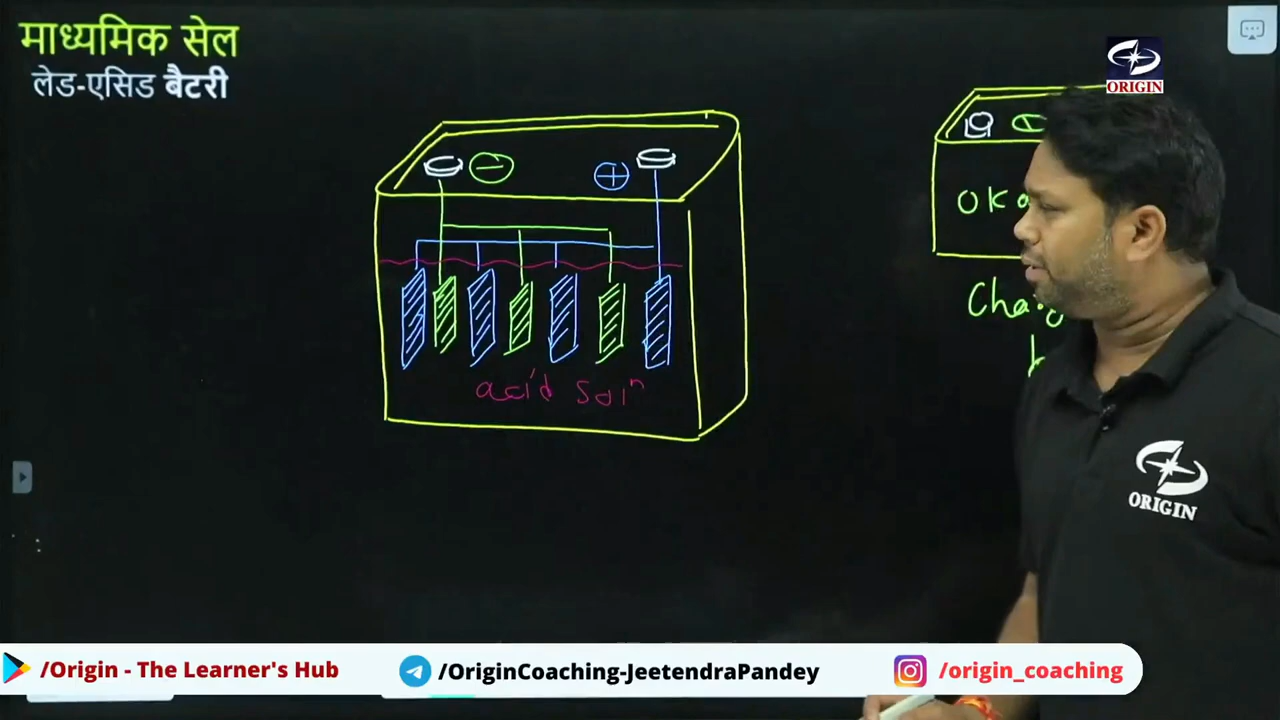 माध्यमिक सेल
लेड-एसिड बैटरी
ORIGIN
acid solⁿ
ORIGIN
/Origin - The Learner's Hub
/OriginCoaching-JeetendraPandey
/origin_coaching